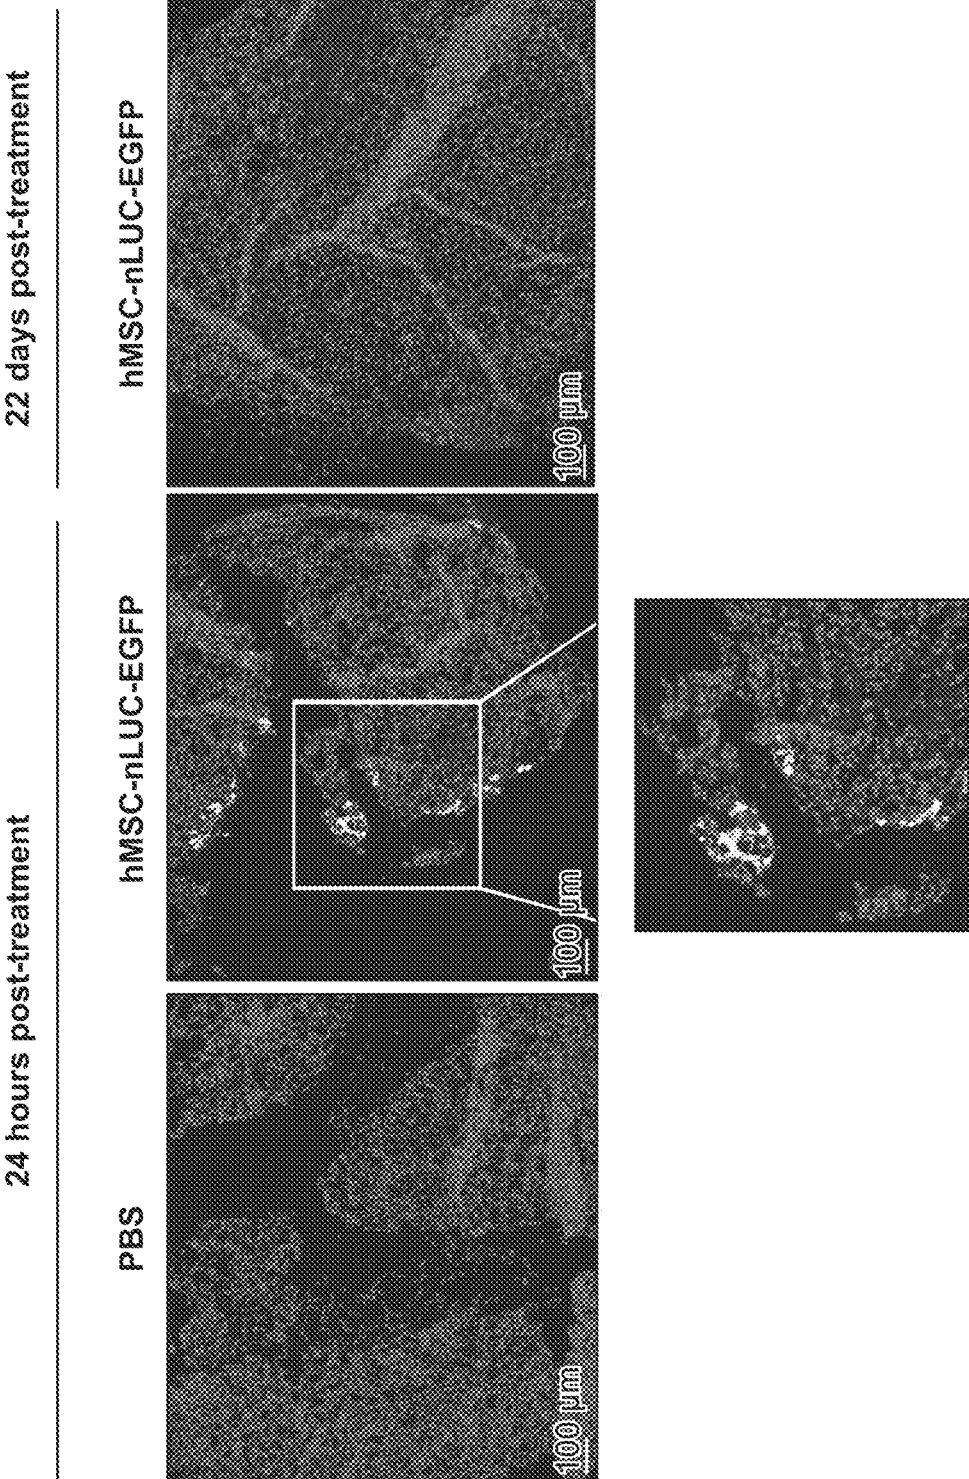 24 hours post-treatment
22 days post-treatment
PBS
hMSC-nLUC-EGFP
hMSC-nLUC-EGFP
100 µm
100 µm
100 µm